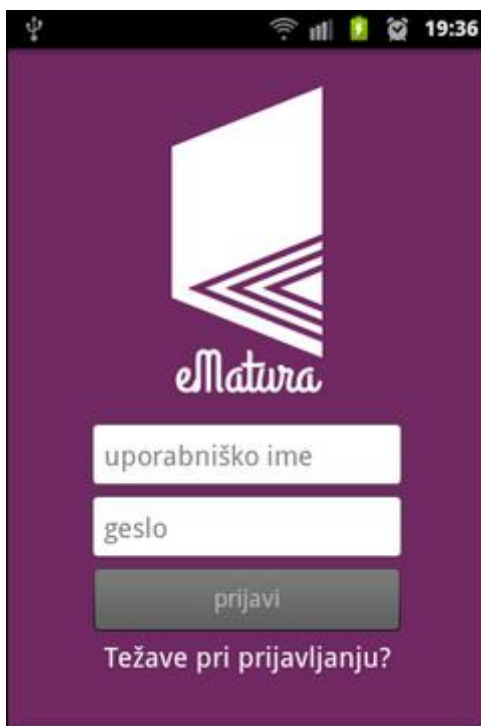 19:36
eMatura
uporabniško ime
geslo
prijavi
Težave pri prijavljanju?